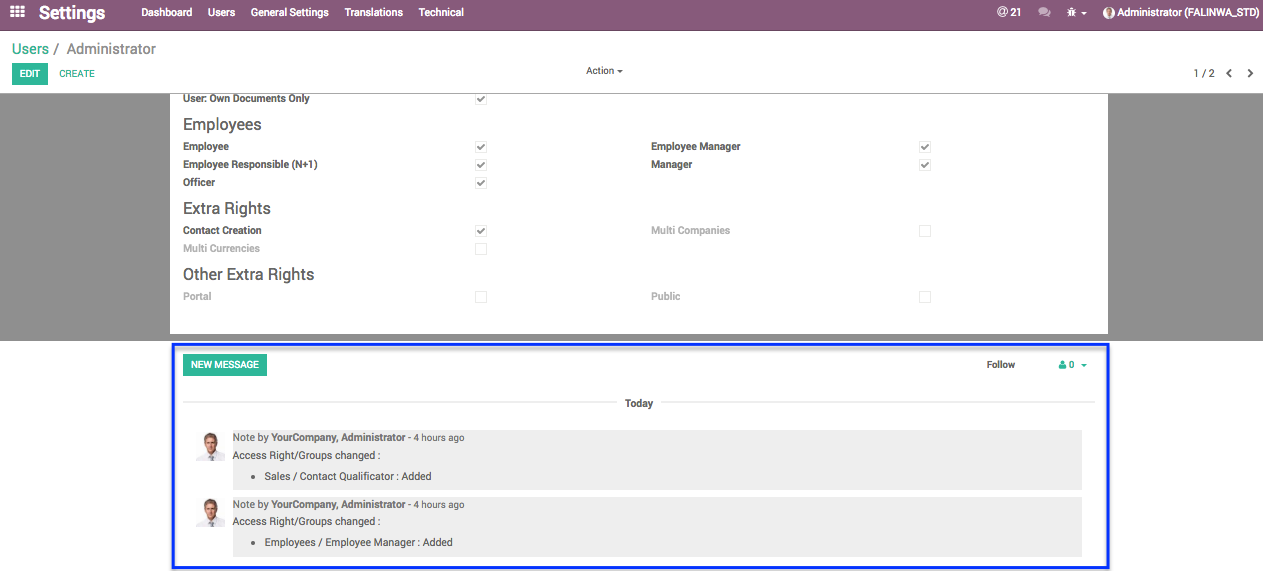 Settings Dashboard Users General Settings Translations Technical @ 21 Administrator (FALINWA_STD)
Users / Administrator
EDIT CREATE Action 1 / 2
User: Own Documents Only
Employees
Employee Employee Manager
Employee Responsible (N+1) Manager
Officer
Extra Rights
Contact Creation Multi Companies
Multi Currencies
Other Extra Rights
Portal Public
NEW MESSAGE Follow 0
Today
Note by YourCompany, Administrator - 4 hours ago
Access Right/Groups changed :
• Sales / Contact Qualificator : Added
Note by YourCompany, Administrator - 4 hours ago
Access Right/Groups changed :
• Employees / Employee Manager : Added